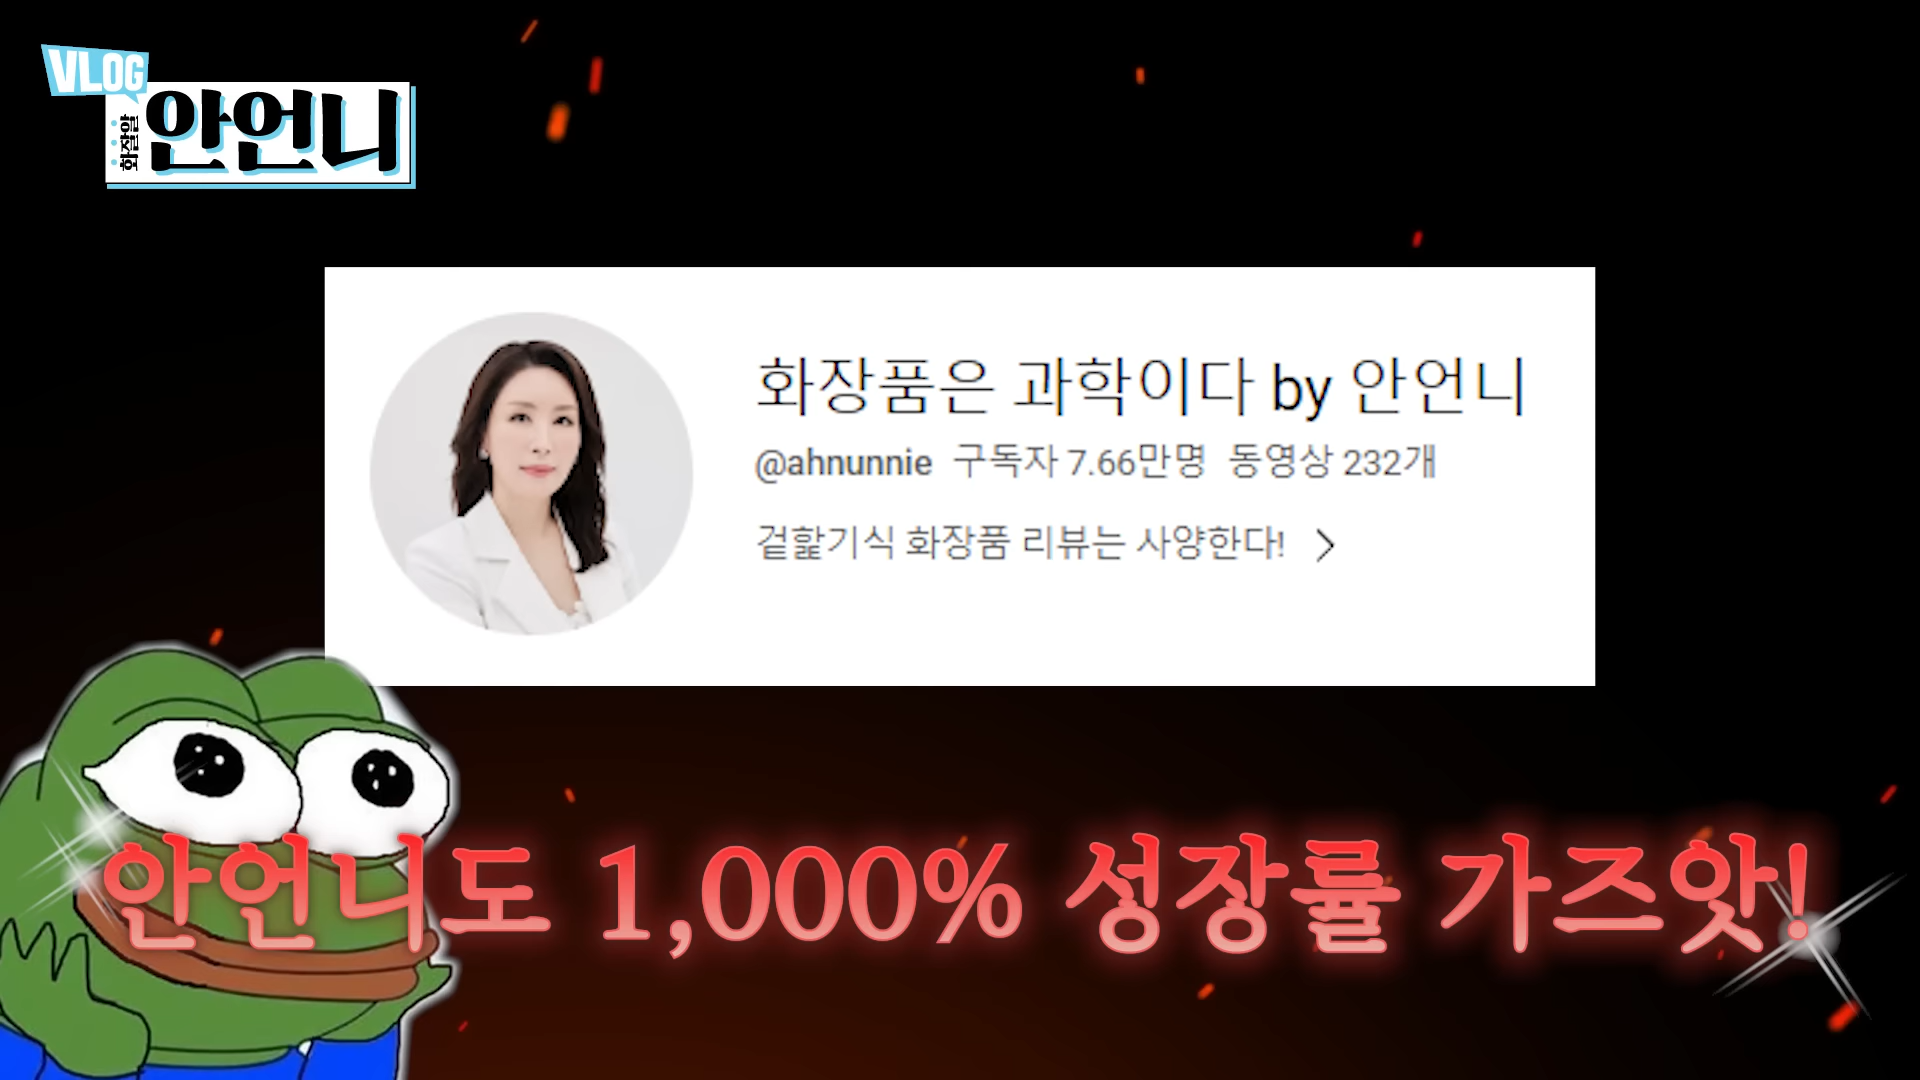 VLOG
화잘알
안언니
화장품은 과학이다 by 안언니
@ahnunnie 구독자 7.66만명 동영상 232개
겉핥기식 화장품 리뷰는 사양한다!
안언니도 1,000% 성장률 가즈앗!